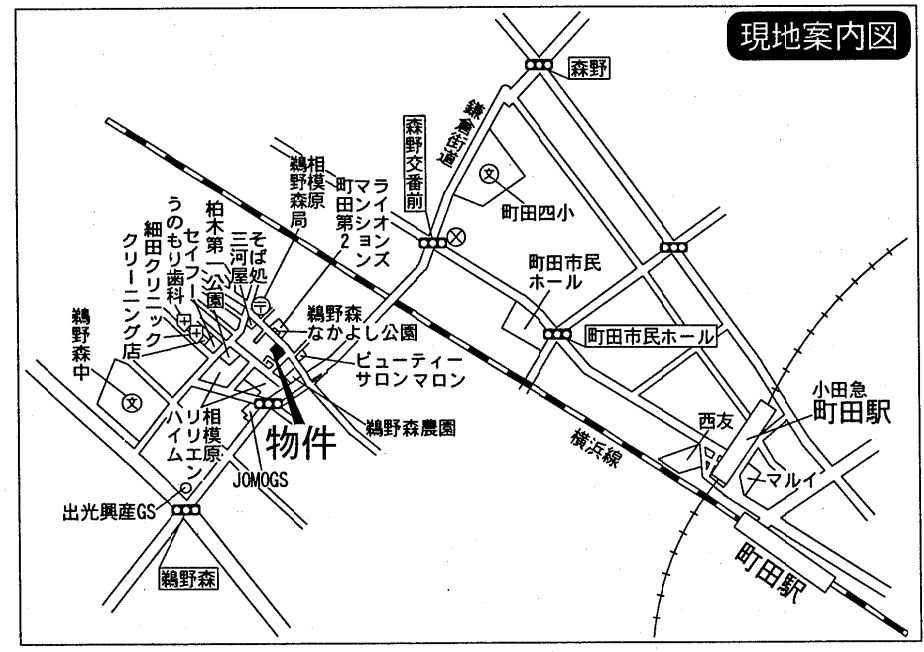 現地案内図
森野
鎌倉街道
森野交番前
文
町田四小
相模原
鵜野森局
ライオンズ
マンション
町田第2
町田市民
ホール
町田市民ホール
柏木第一公園
そば処
三河屋
セイフー
うのもり歯科
細田クリニック
クリーニング店
鵜野森
なかよし公園
ビューティー
サロン マロン
鵜野森中
文
小田急
町田駅
西友
マルイ
横浜線
鵜野森農園
物件
相模原
リリエン
ハイム
JOMOGS
出光興産GS
鵜野森
町田駅